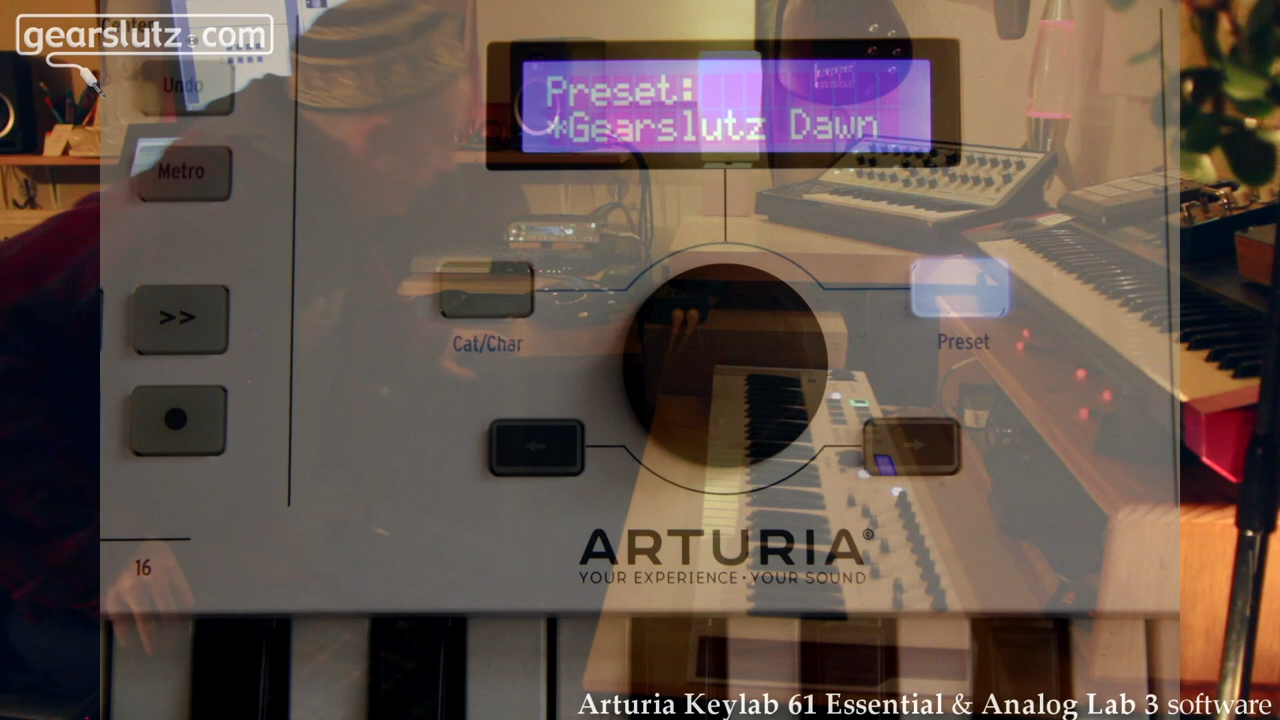 gearslutz.com
Center
Undo
Preset:
*Gearslutz Dawn
Metro
>>
Cat/Char
Preset
←
→
ARTURIA©
YOUR EXPERIENCE·YOUR SOUND
16
Arturia Keylab 61 Essential & Analog Lab 3 software